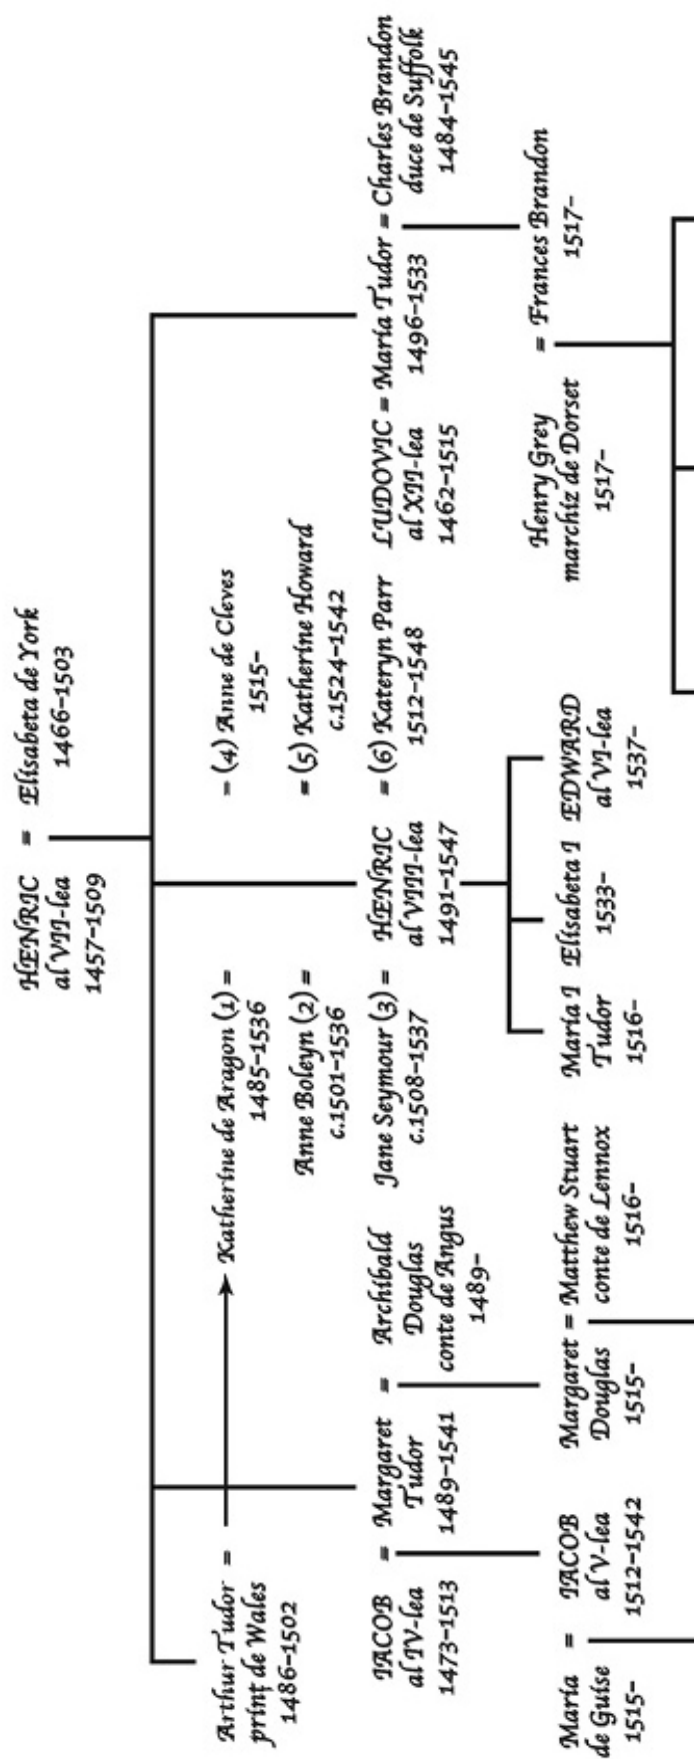 HENRIC = Elisabeta de York
al VII-lea 1466–1503
1457–1509
Arthur Tudor =
prinț de Wales
1486–1502
Katherine de Aragon (1) =
1485–1536
= (4) Anne de Cleves
1515–
Anne Boleyn (2) =
c.1501–1536
= (5) Katherine Howard
c.1524–1542
IACOB = Margaret = Archibald
al IV-lea Tudor Douglas
1473–1513 1489–1541 conte de Angus
1489–
Jane Seymour (3) = HENRIC = (6) Kateryn Parr
c.1508–1537 al VIII-lea 1512–1548
1491–1547
LUDOVIC = Maria Tudor = Charles Brandon
al XII-lea 1496–1533 duce de Suffolk
1462–1515 1484–1545
Maria = IACOB
de Guise al V-lea
1515– 1512–1542
Margaret = Matthew Stuart
Douglas conte de Lennox
1515– 1516–
Maria I Elisabeta I EDWARD
Tudor 1533– al VI-lea
1516– 1537–
Henry Grey = Frances Brandon
marchiz de Dorset 1517–
1517–